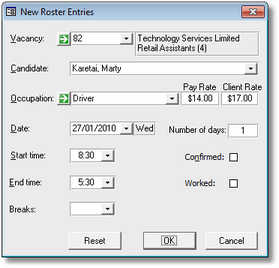 New Roster Entries
Vacancy: 82 Technology Services Limited
Retail Assistants (4)
Candidate: Karetai, Marty
Pay Rate Client Rate
Occupation: Driver $14.00 $17.00
Date: 27/01/2010 Wed Number of days: 1
Start time: 8:30 Confirmed:
End time: 5:30 Worked:
Breaks:
Reset OK Cancel